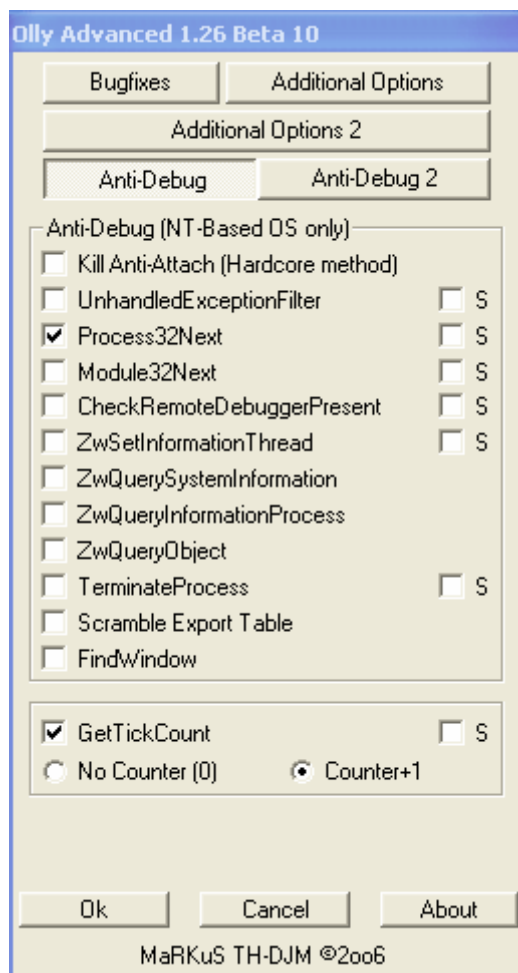 Olly Advanced 1.26 Beta 10
Bugfixes Additional Options
Additional Options 2
Anti-Debug Anti-Debug 2
Anti-Debug (NT-Based OS only)
Kill Anti-Attach (Hardcore method)
UnhandledExceptionFilter S
Process32Next S
Module32Next S
CheckRemoteDebuggerPresent S
ZwSetInformationThread S
ZwQuerySystemInformation
ZwQueryInformationProcess
ZwQueryObject
TerminateProcess S
Scramble Export Table
FindWindow
GetTickCount S
No Counter (0) Counter+1
Ok Cancel About
MaRKuS TH-DJM ©2oo6